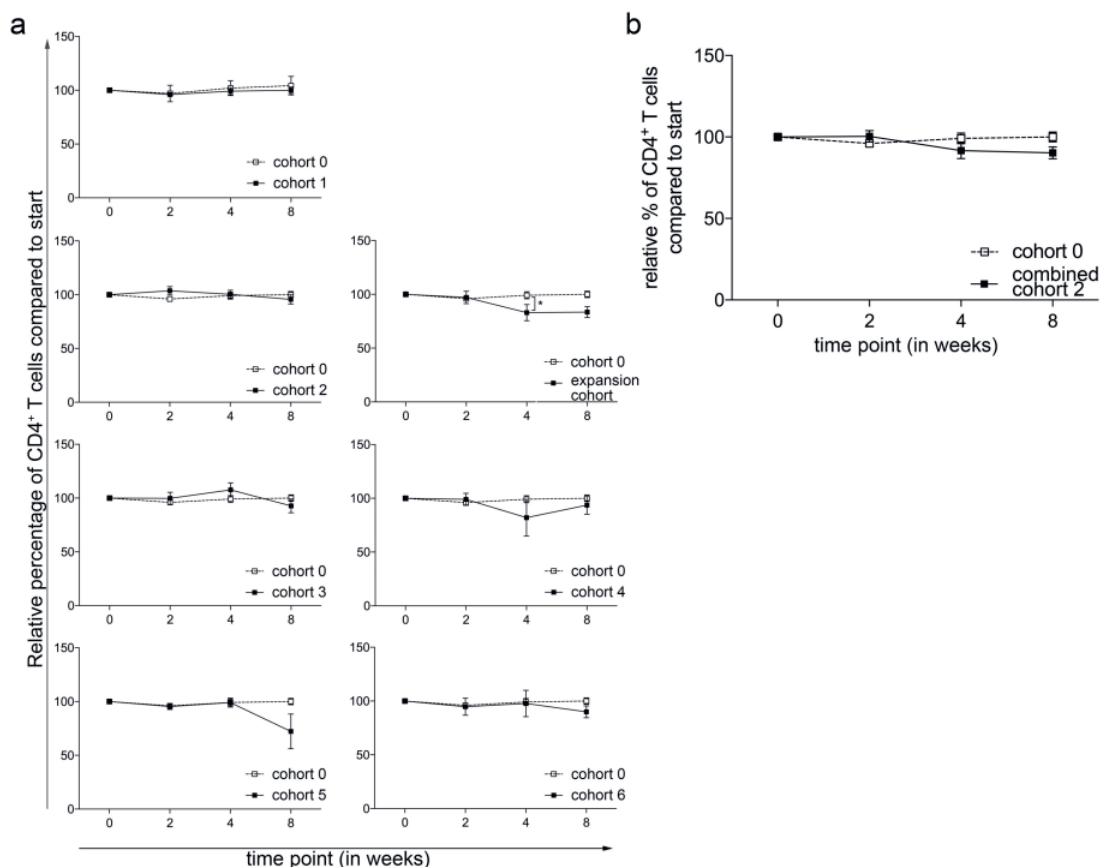 a
Relative percentage of CD4+ T cells compared to start
150
100
50
0
0 2 4 8
cohort 0
cohort 1
150
100
50
0
0 2 4 8
cohort 0
cohort 2
150
100
50
0
0 2 4 8
*
cohort 0
expansion
cohort
150
100
50
0
0 2 4 8
cohort 0
cohort 3
150
100
50
0
0 2 4 8
cohort 0
cohort 4
150
100
50
0
0 2 4 8
cohort 0
cohort 5
150
100
50
0
0 2 4 8
cohort 0
cohort 6
time point (in weeks)
b
relative % of CD4+ T cells
compared to start
150
100
50
0
0 2 4 8
cohort 0
combined
cohort 2
time point (in weeks)